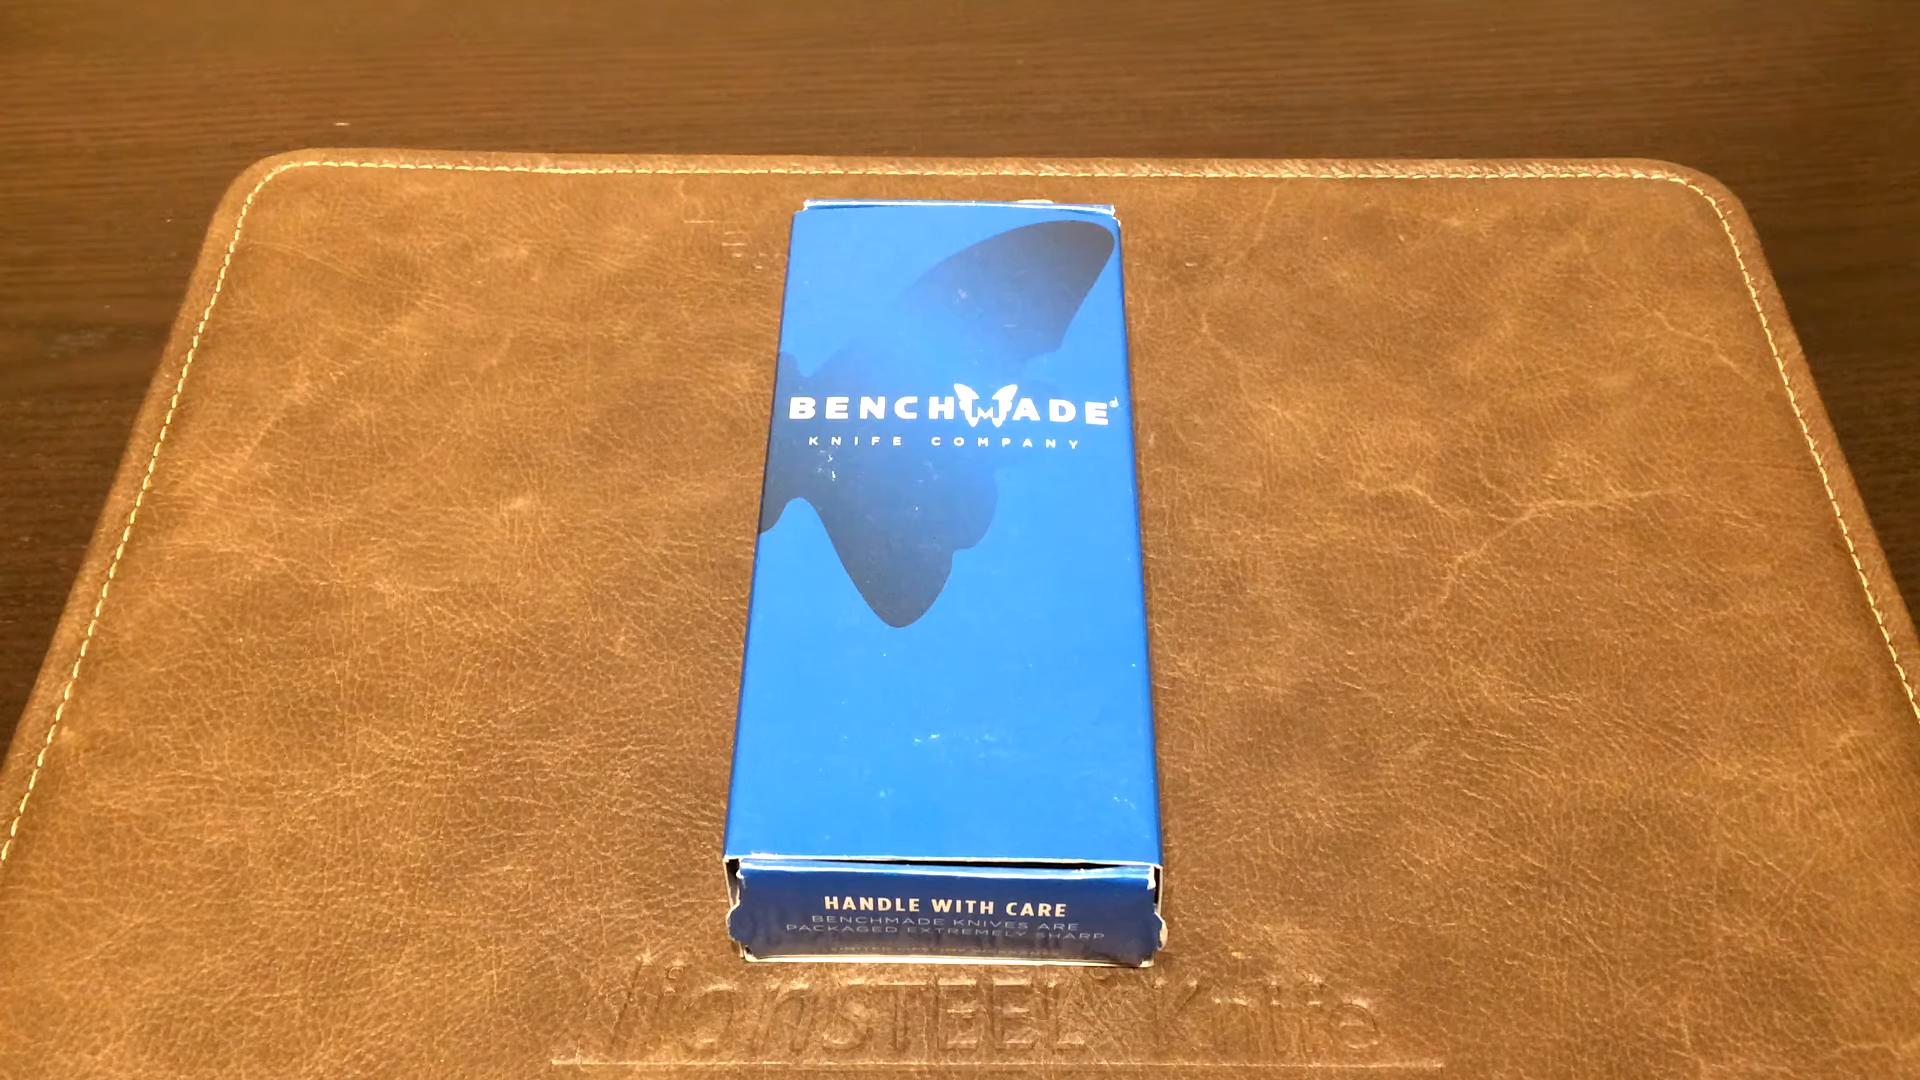 BENCHMADE®
KNIFE COMPANY
HANDLE WITH CARE
BENCHMADE KNIVES ARE
PACKAGED EXTREMELY SHARP
lionSTEEL Knife